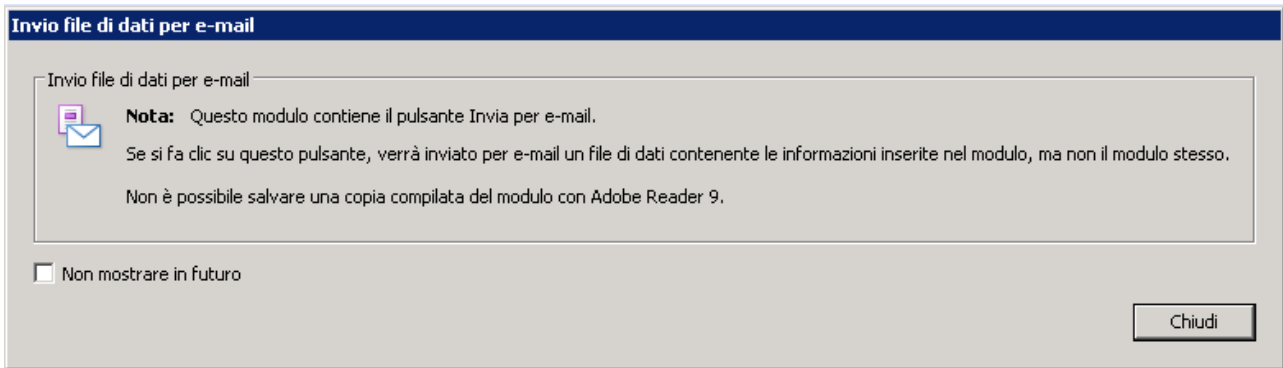 Invio file di dati per e-mail
Invio file di dati per e-mail
Nota: Questo modulo contiene il pulsante Invia per e-mail.
Se si fa clic su questo pulsante, verrà inviato per e-mail un file di dati contenente le informazioni inserite nel modulo, ma non il modulo stesso.
Non è possibile salvare una copia compilata del modulo con Adobe Reader 9.
Non mostrare in futuro
Chiudi